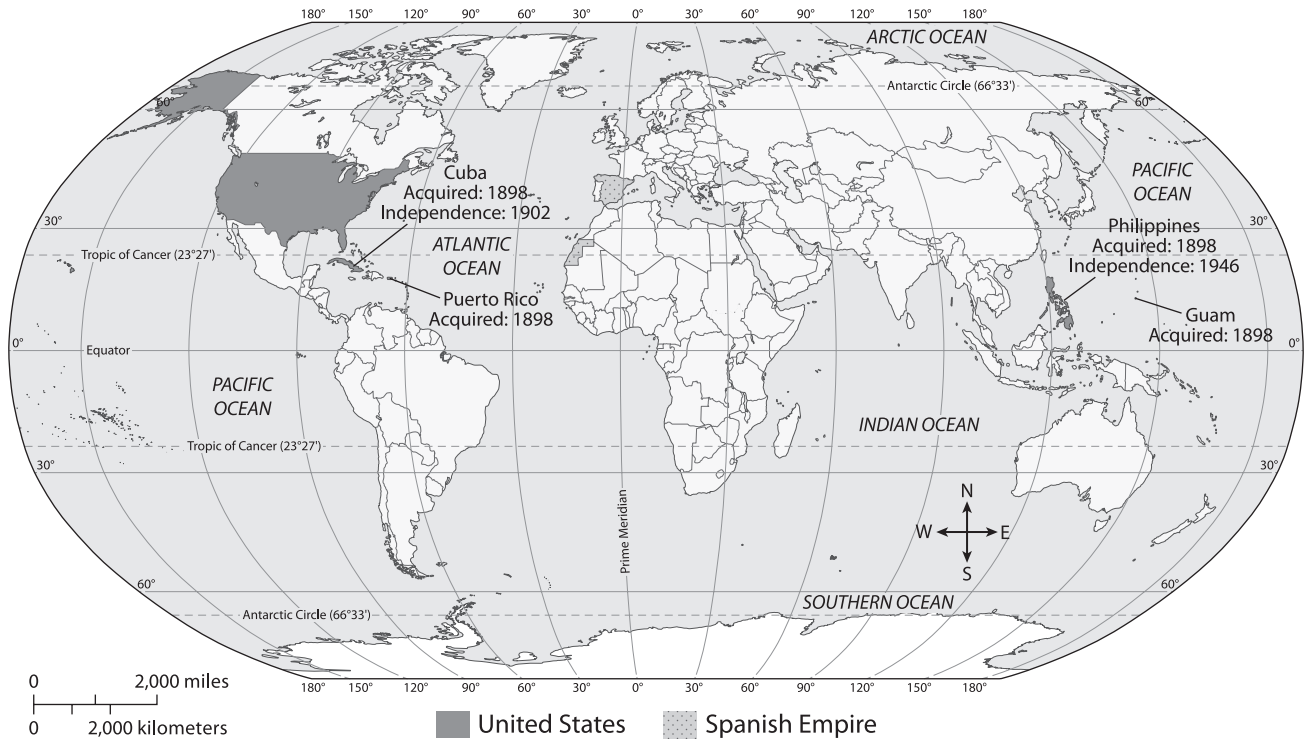 180° 150° 120° 90° 60° 30° 0° 30° 60° 90° 120° 150° 180°
ARCTIC OCEAN
Antarctic Circle (66°33')
60°
60°
Cuba
Acquired: 1898
Independence: 1902
PACIFIC
OCEAN
30°
30°
Philippines
Acquired: 1898
Independence: 1946
ATLANTIC
OCEAN
Tropic of Cancer (23°27')
Puerto Rico
Acquired: 1898
Guam
Acquired: 1898
0°
Equator
0°
PACIFIC
OCEAN
INDIAN OCEAN
Tropic of Cancer (23°27')
30°
30°
Prime Meridian
N
W E
S
60°
60°
SOUTHERN OCEAN
Antarctic Circle (66°33')
180° 150° 120° 90° 60° 30° 0° 30° 60° 90° 120° 150° 180°
0 2,000 miles
0 2,000 kilometers
United States
Spanish Empire